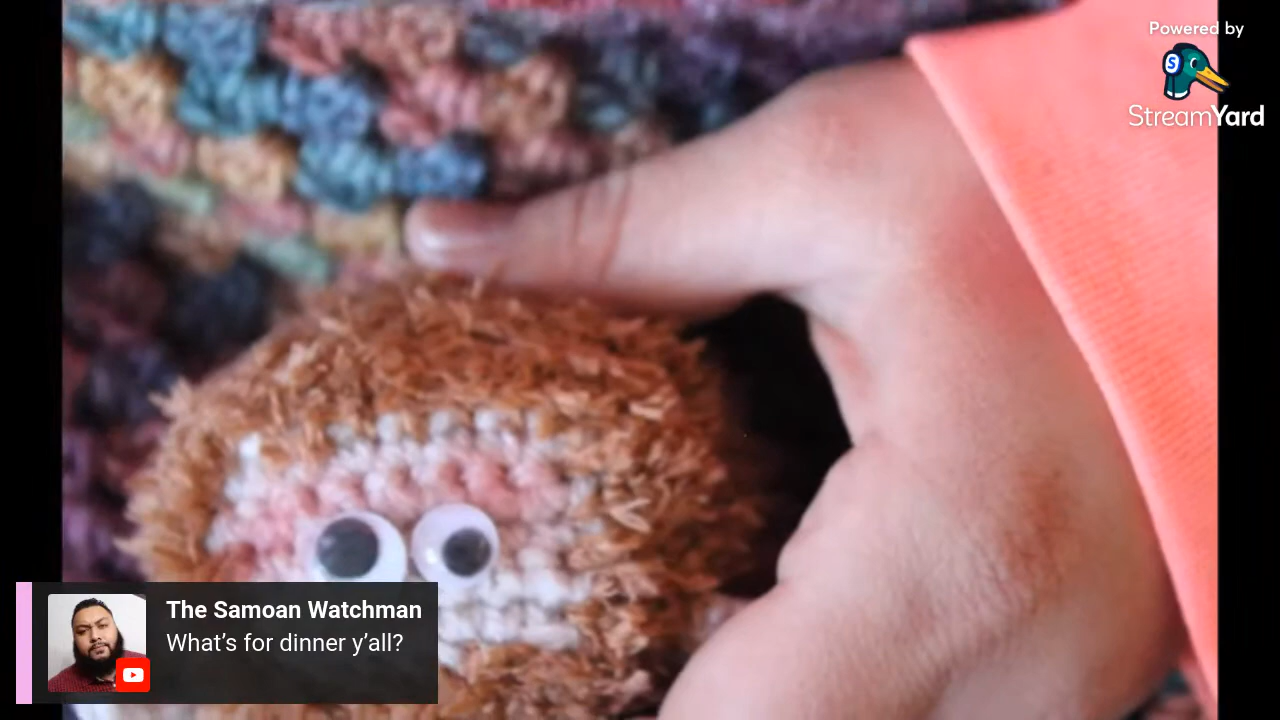 Powered by
StreamYard
The Samoan Watchman
What's for dinner y'all?